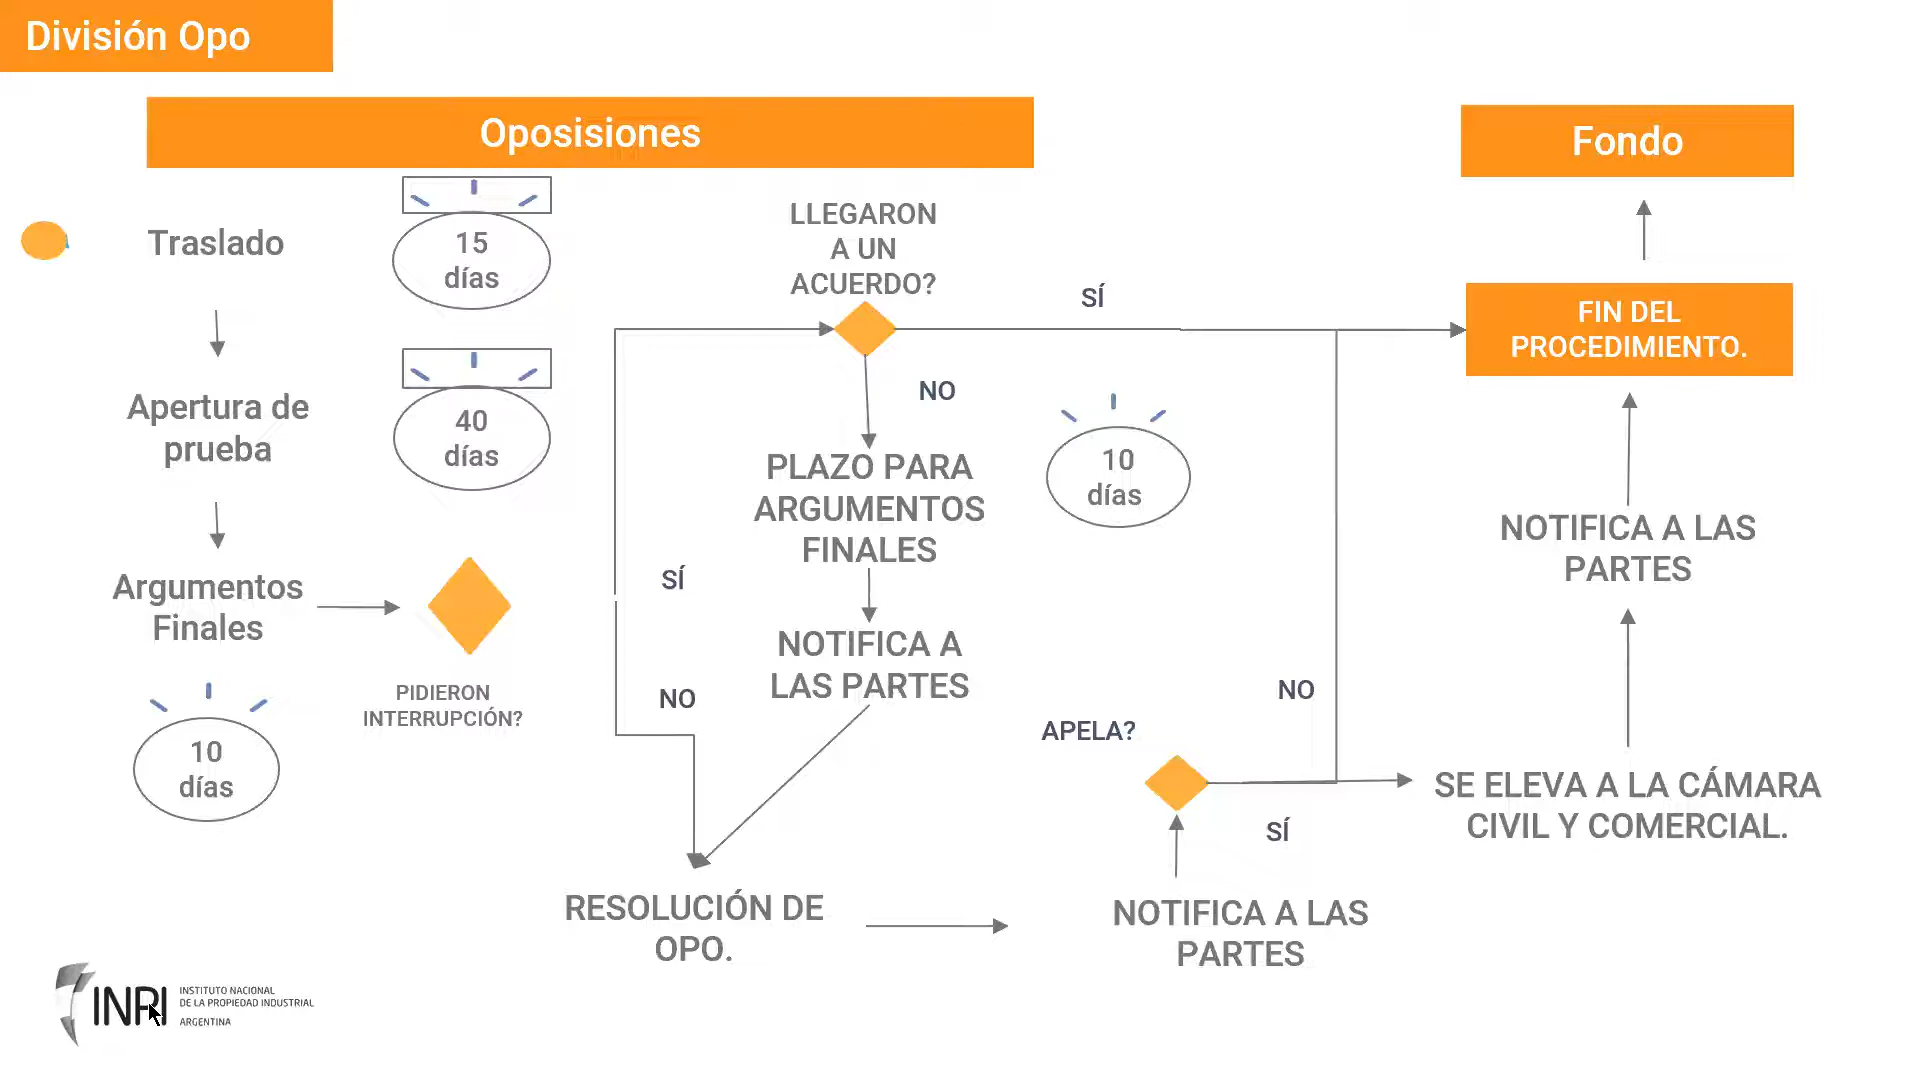 División Opo
Oposisiones
Fondo
Traslado
15
días
Apertura de
prueba
40
días
Argumentos
Finales
10
días
PIDIERON
INTERRUPCIÓN?
SÍ
NO
LLEGARON
A UN
ACUERDO?
SÍ
NO
PLAZO PARA
ARGUMENTOS
FINALES
10
días
NOTIFICA A
LAS PARTES
RESOLUCIÓN DE
OPO.
NOTIFICA A LAS
PARTES
APELA?
NO
SÍ
SE ELEVA A LA CÁMARA
CIVIL Y COMERCIAL.
NOTIFICA A LAS
PARTES
FIN DEL
PROCEDIMIENTO.
INPI
INSTITUTO NACIONAL
DE LA PROPIEDAD INDUSTRIAL
ARGENTINA